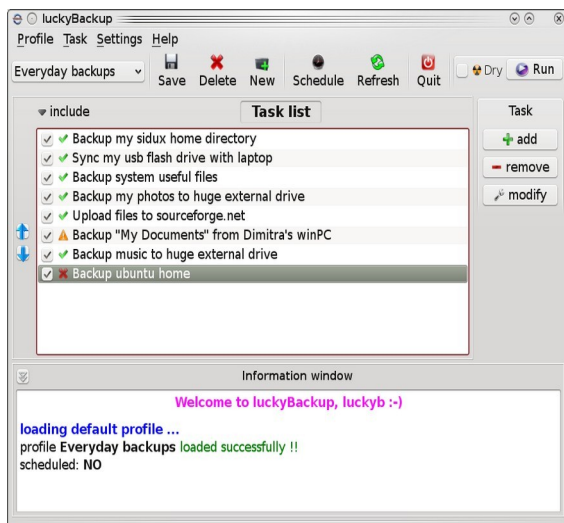 luckyBackup
Profile Task Settings Help
Everyday backups Save Delete New Schedule Refresh Quit Dry Run
include Task list Task
Backup my sidux home directory
Sync my usb flash drive with laptop
Backup system useful files
Backup my photos to huge external drive
Upload files to sourceforge.net
Backup "My Documents" from Dimitra's winPC
Backup music to huge external drive
Backup ubuntu home
add
remove
modify
Information window
Welcome to luckyBackup, luckyb :-)
loading default profile ...
profile Everyday backups loaded successfully !!
scheduled: NO